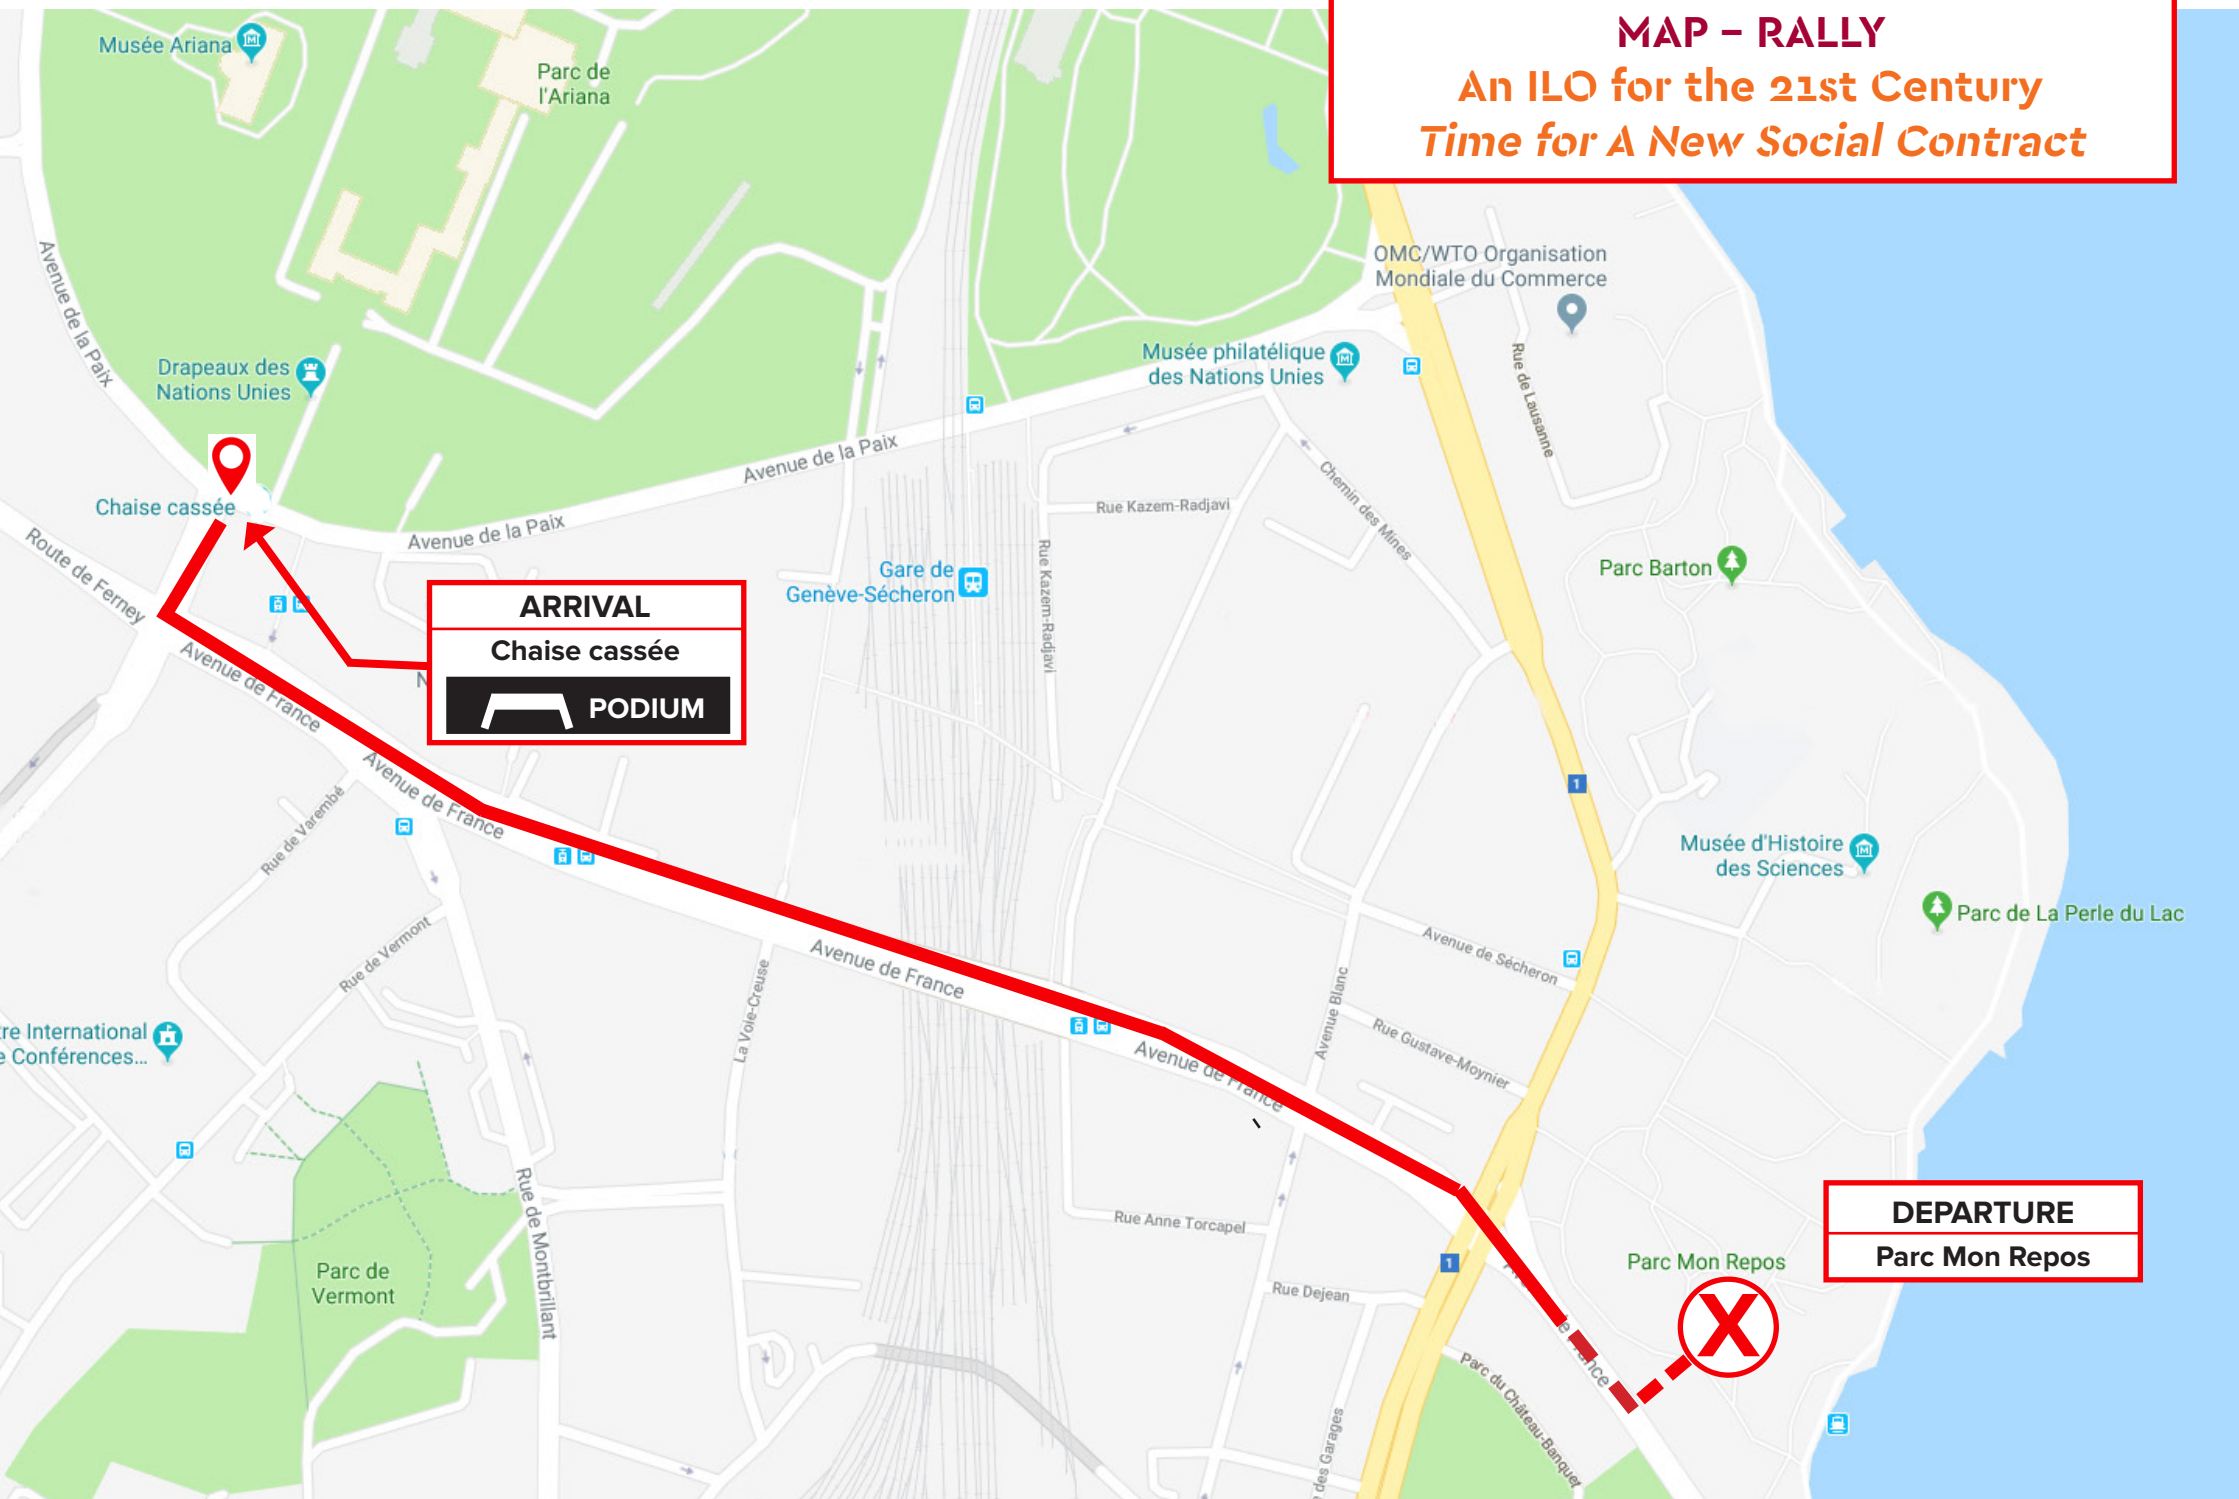 MAP – RALLY
An ILO for the 21st Century
Time for A New Social Contract
Musée Ariana
Parc de
l'Ariana
Avenue de la Paix
Drapeaux des
Nations Unies
OMC/WTO Organisation
Mondiale du Commerce
Rue de Lausanne
Musée philatélique
des Nations Unies
Avenue de la Paix
Avenue de la Paix
Chaise cassée
Route de Ferney
Rue Kazem-Radjavi
Rue Kazem-Radjavi
Chemin des Mines
Gare de
Genève-Sécheron
Parc Barton
ARRIVAL
Chaise cassée
PODIUM
N
Avenue de France
Avenue de France
Rue de Varembé
1
Musée d'Histoire
des Sciences
Parc de La Perle du Lac
Rue de Vermont
Avenue de France
La Voie-Creuse
Avenue de Sécheron
Avenue Blanc
Rue Gustave-Moynier
tre International
e Conférences...
Avenue de France
Rue de Montbrillant
Rue Anne Torcapel
Parc de
Vermont
Rue Dejean
1
Parc Mon Repos
DEPARTURE
Parc Mon Repos
X
Parc du Château-Banquet
des Garages